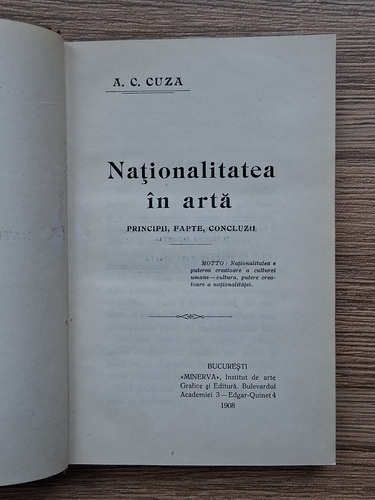 A. C. CUZA
Naţionalitatea
în artă
PRINCIPII, FAPTE, CONCLUZII
MOTTO: Naţionalitatea e
puterea creatoare a culturei
umane—cultura, putere crea-
toare a naţionalităţei.
BUCUREŞTI
«MINERVA», Institut de arte
Grafice şi Editură. Bulevardul
Academiei 3—Edgar-Quinet 4
1908